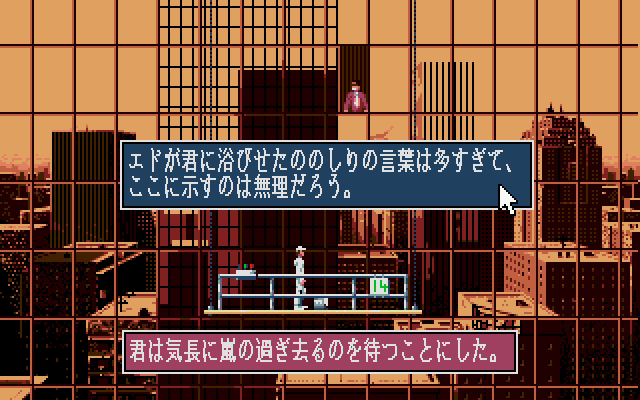 エドが君に浴びせたののしりの言葉は多すぎて、
ここに示すのは無理だろう。
14
君は気長に嵐の過ぎ去るのを待つことにした。